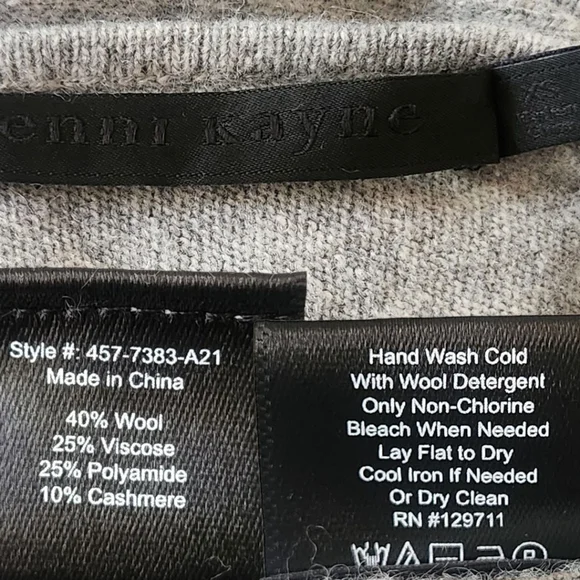 enni Kayne
XS
Style #: 457-7383-A21
Made in China
40% Wool
25% Viscose
25% Polyamide
10% Cashmere
Hand Wash Cold
With Wool Detergent
Only Non-Chlorine
Bleach When Needed
Lay Flat to Dry
Cool Iron If Needed
Or Dry Clean
RN #129711